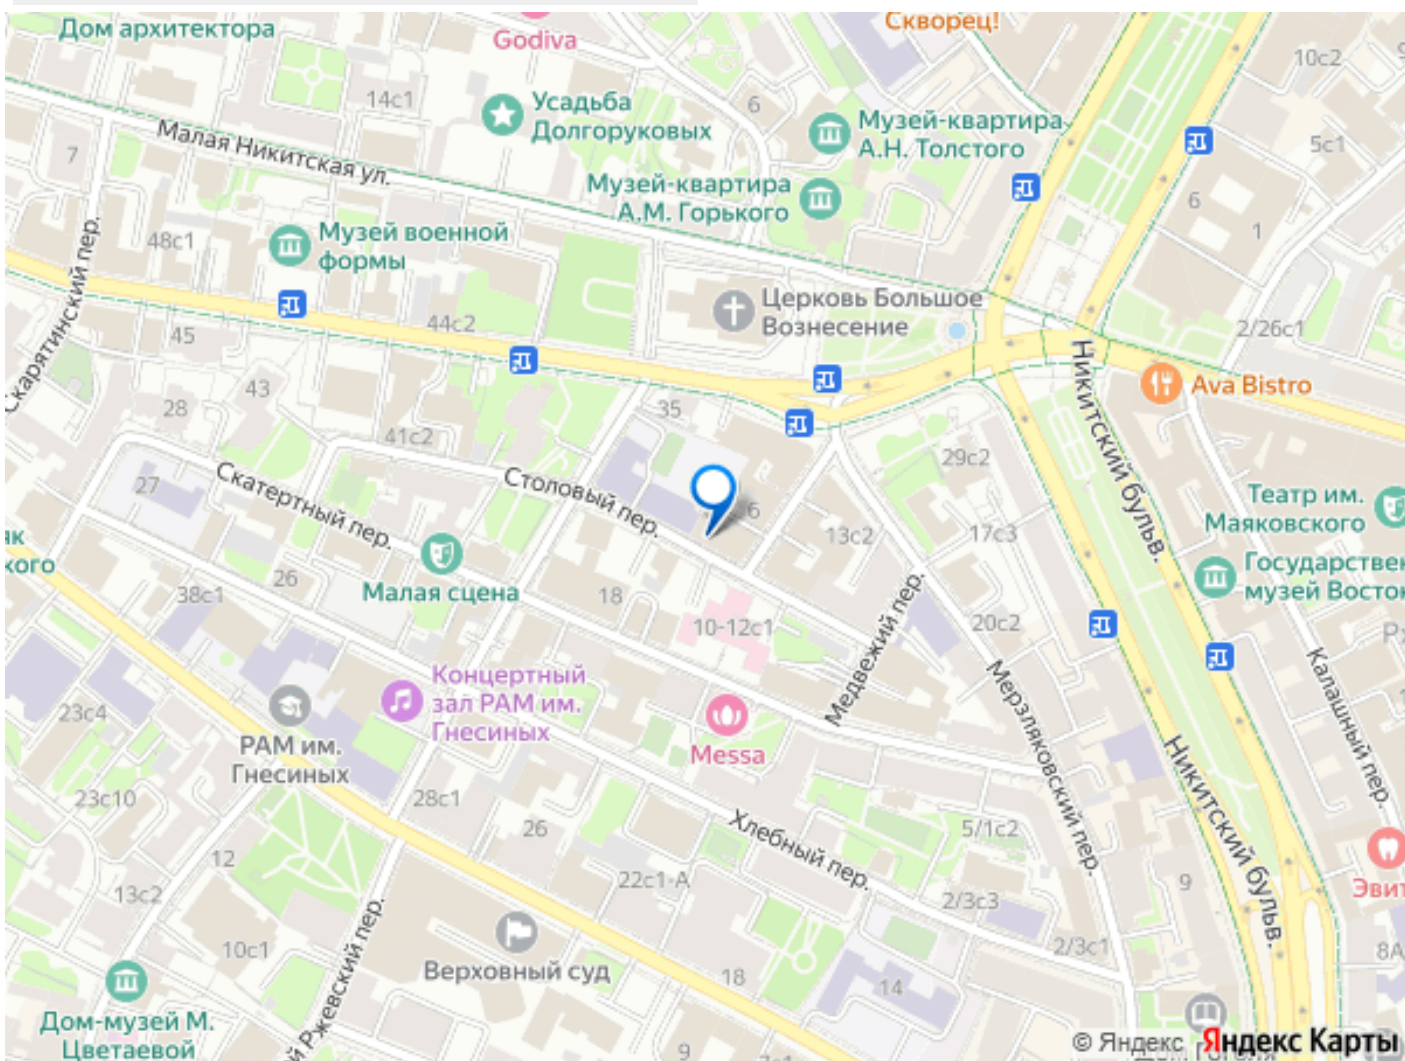 Дом архитектора
Godiva
Скворец!
10с2
14с1
Усадьба
Долгоруковых
6
Музей-квартира
А.Н. Толстого
5с1
Малая Никитская ул.
7
Музей-квартира
А.М. Горького
6
1
48с1
Музей военной
формы
Скарятинский пер.
Церковь Большое
Вознесение
44с2
45
2/26с1
Никитский бульв.
Ava Bistro
43
28
35
41с2
29с2
27
Скатертный пер.
Столовый пер.
6
13с2
17с3
Театр им.
Маяковского
як
кого
Малая сцена
26
38с1
18
10-12с1
Медвежий пер.
20с2
Государствен
музей Восток
Калашный пер.
Концертный
зал РАМ им.
Гнесиных
Мерзляковский пер.
23с4
РАМ им.
Гнесиных
Messa
Никитский бульв.
23с10
28с1
26
Хлебный пер.
5/1с2
12
13с2
22с1-А
9
Эвит
2/3с3
10с1
Верховный суд
й Ржевский пер.
18
14
2/3с1
8А
Дом-музей М.
Цветаевой
9
© Яндекс Яндекс Карты